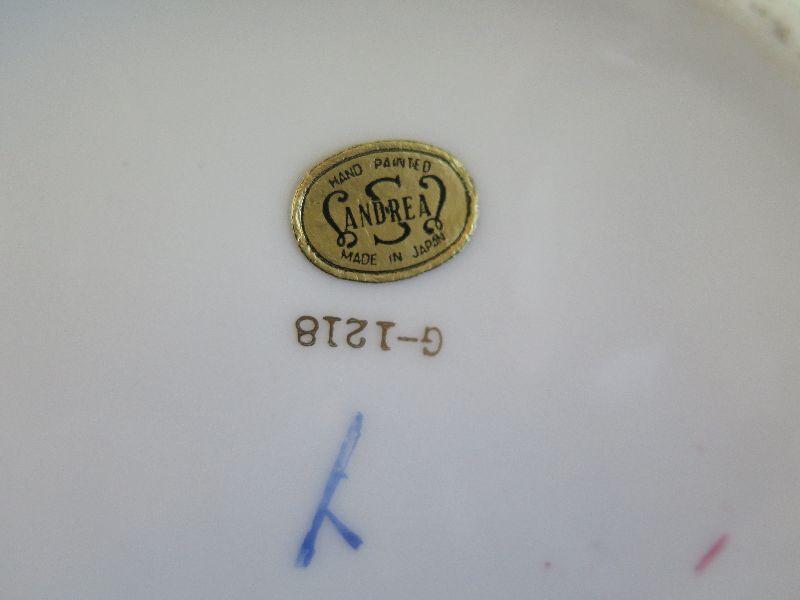 HAND PAINTED
S
ANDREA
MADE IN JAPAN
G-1218